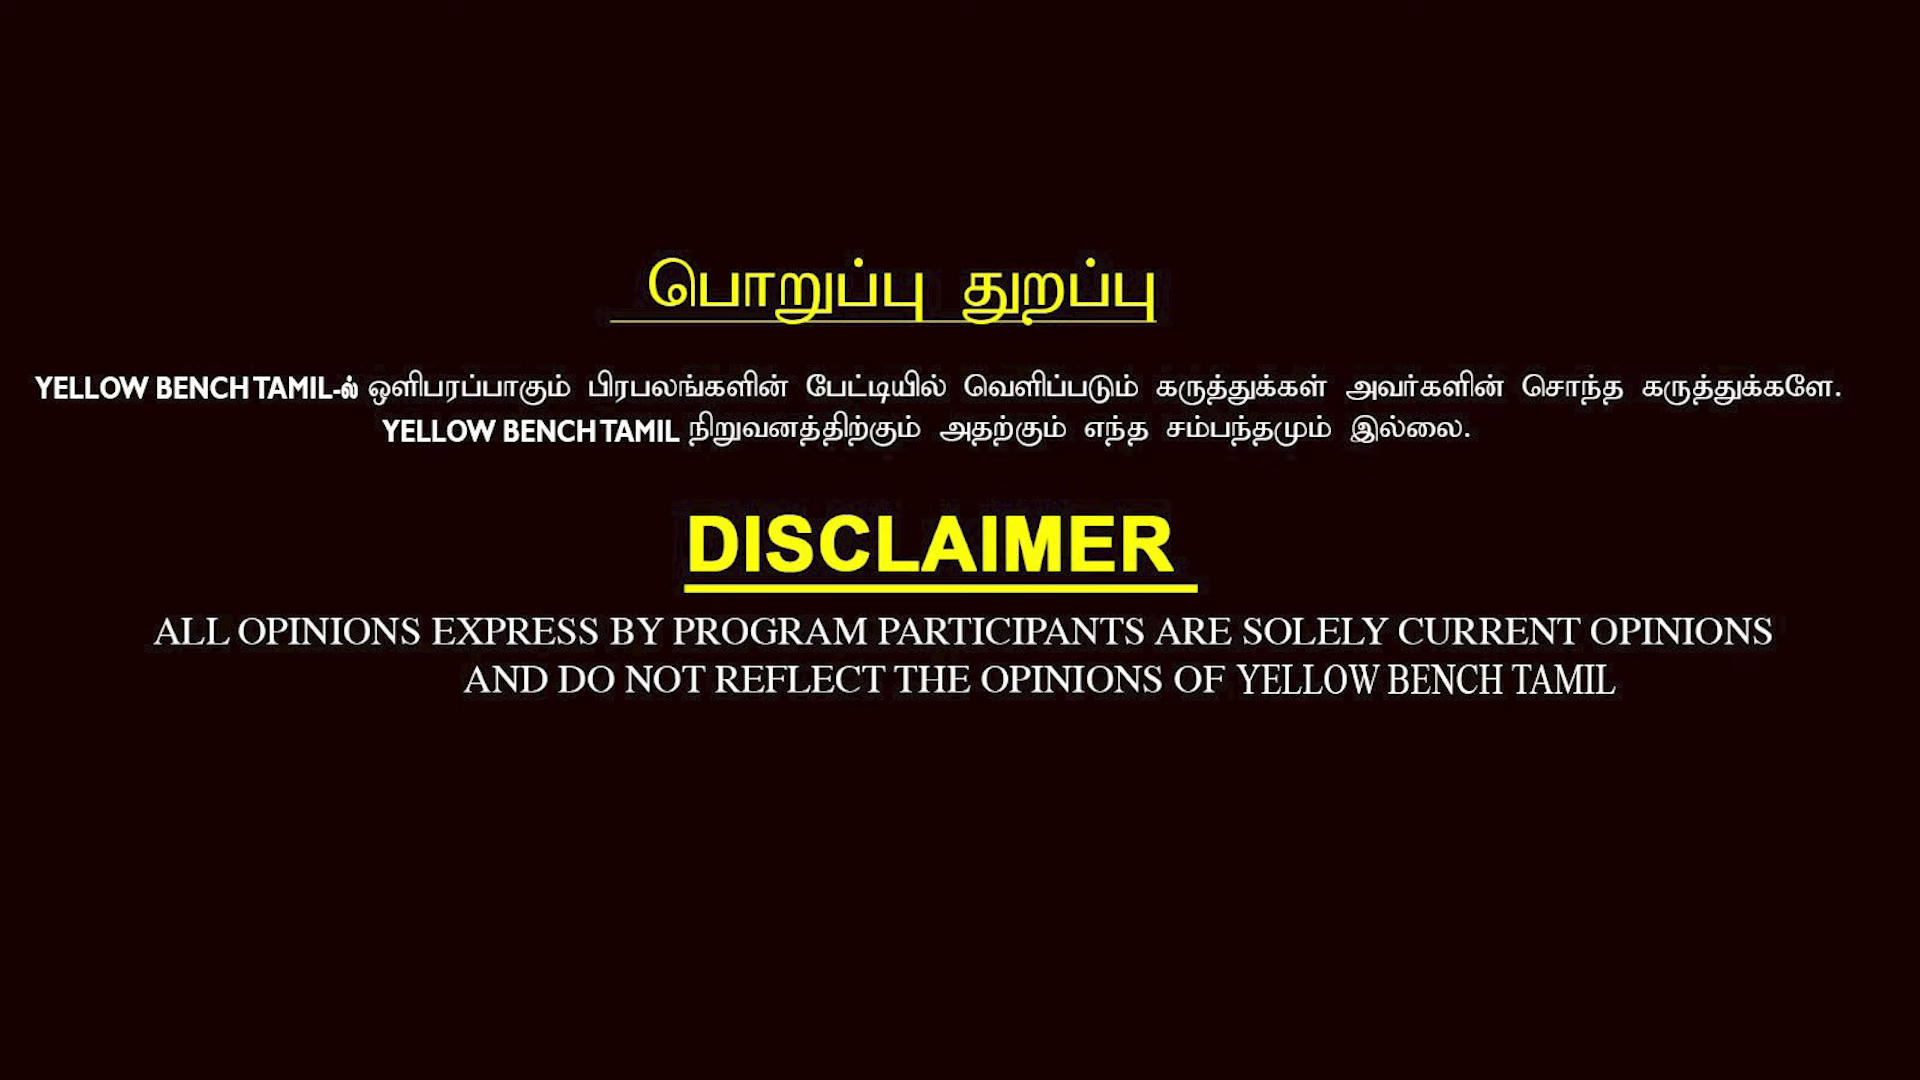 பொறுப்பு துறப்பு
YELLOW BENCH TAMIL-ல் ஒளிபரப்பாகும் பிரபலங்களின் பேட்டியில் வெளிப்படும் கருத்துக்கள் அவர்களின் சொந்த கருத்துக்களே.
YELLOW BENCH TAMIL நிறுவனத்திற்கும் அதற்கும் எந்த சம்பந்தமும் இல்லை.
DISCLAIMER
ALL OPINIONS EXPRESS BY PROGRAM PARTICIPANTS ARE SOLELY CURRENT OPINIONS
AND DO NOT REFLECT THE OPINIONS OF YELLOW BENCH TAMIL